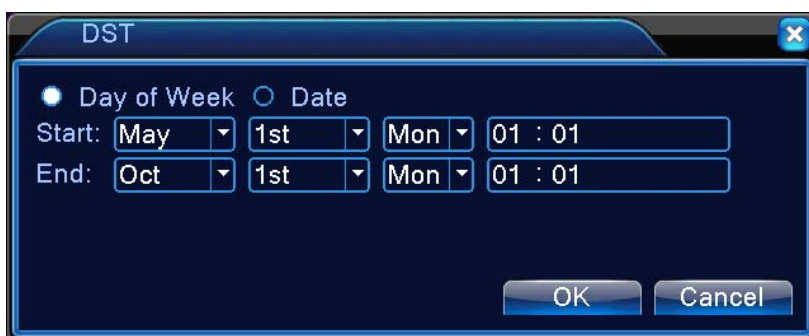 DST
Day of Week Date
Start: May 1st Mon 01 : 01
End: Oct 1st Mon 01 : 01
OK Cancel